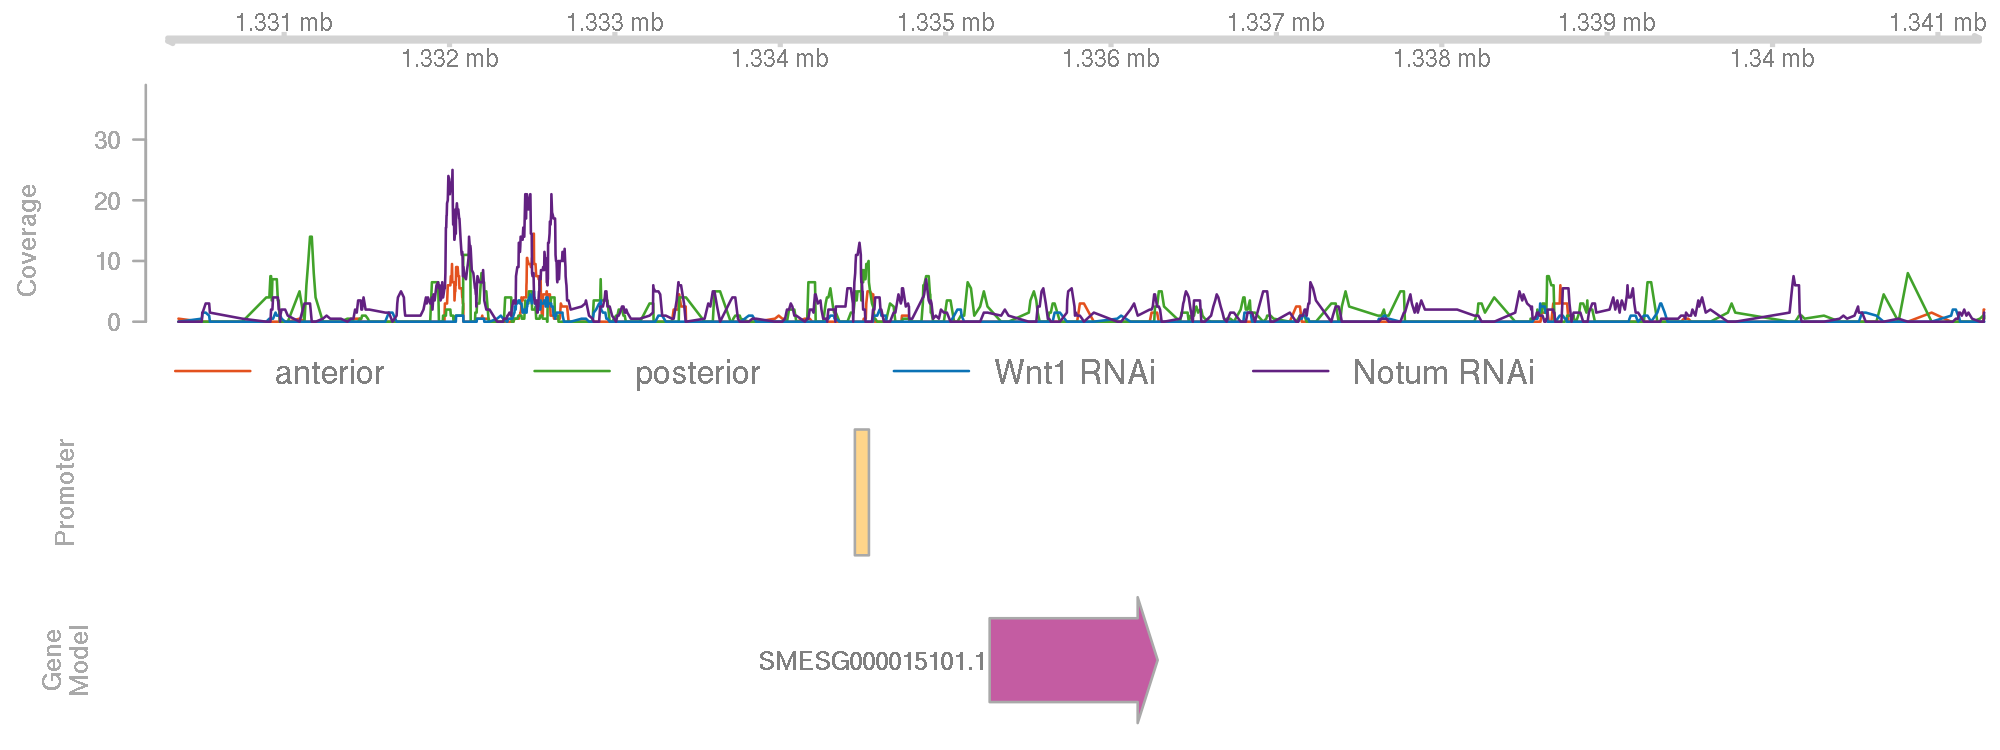 1.331 mb 1.333 mb 1.335 mb 1.337 mb 1.339 mb 1.341 mb
1.332 mb 1.334 mb 1.336 mb 1.338 mb 1.34 mb
Coverage
30
20
10
0
anterior posterior Wnt1 RNAi Notum RNAi
Promoter
Gene
Model
SMESG000015101.1